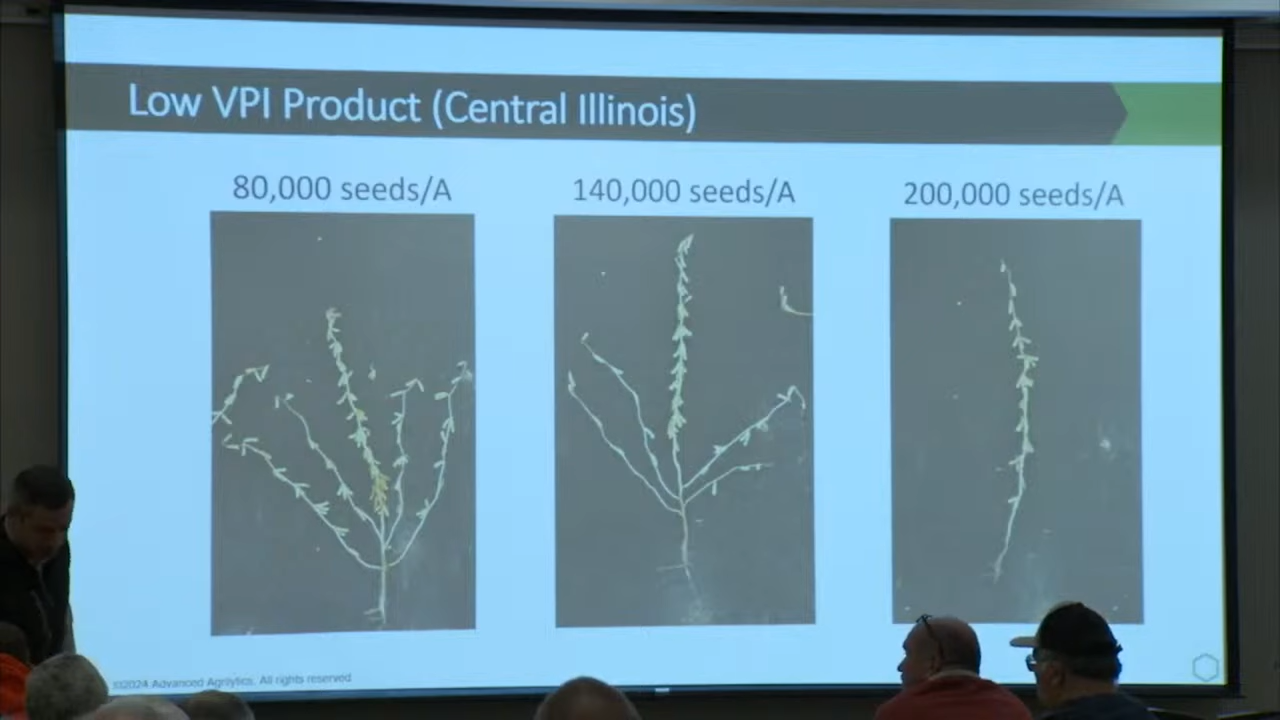 Low VPI Product (Central Illinois)
80,000 seeds/A
140,000 seeds/A
200,000 seeds/A
©2024 Advanced Agrilytics. All rights reserved